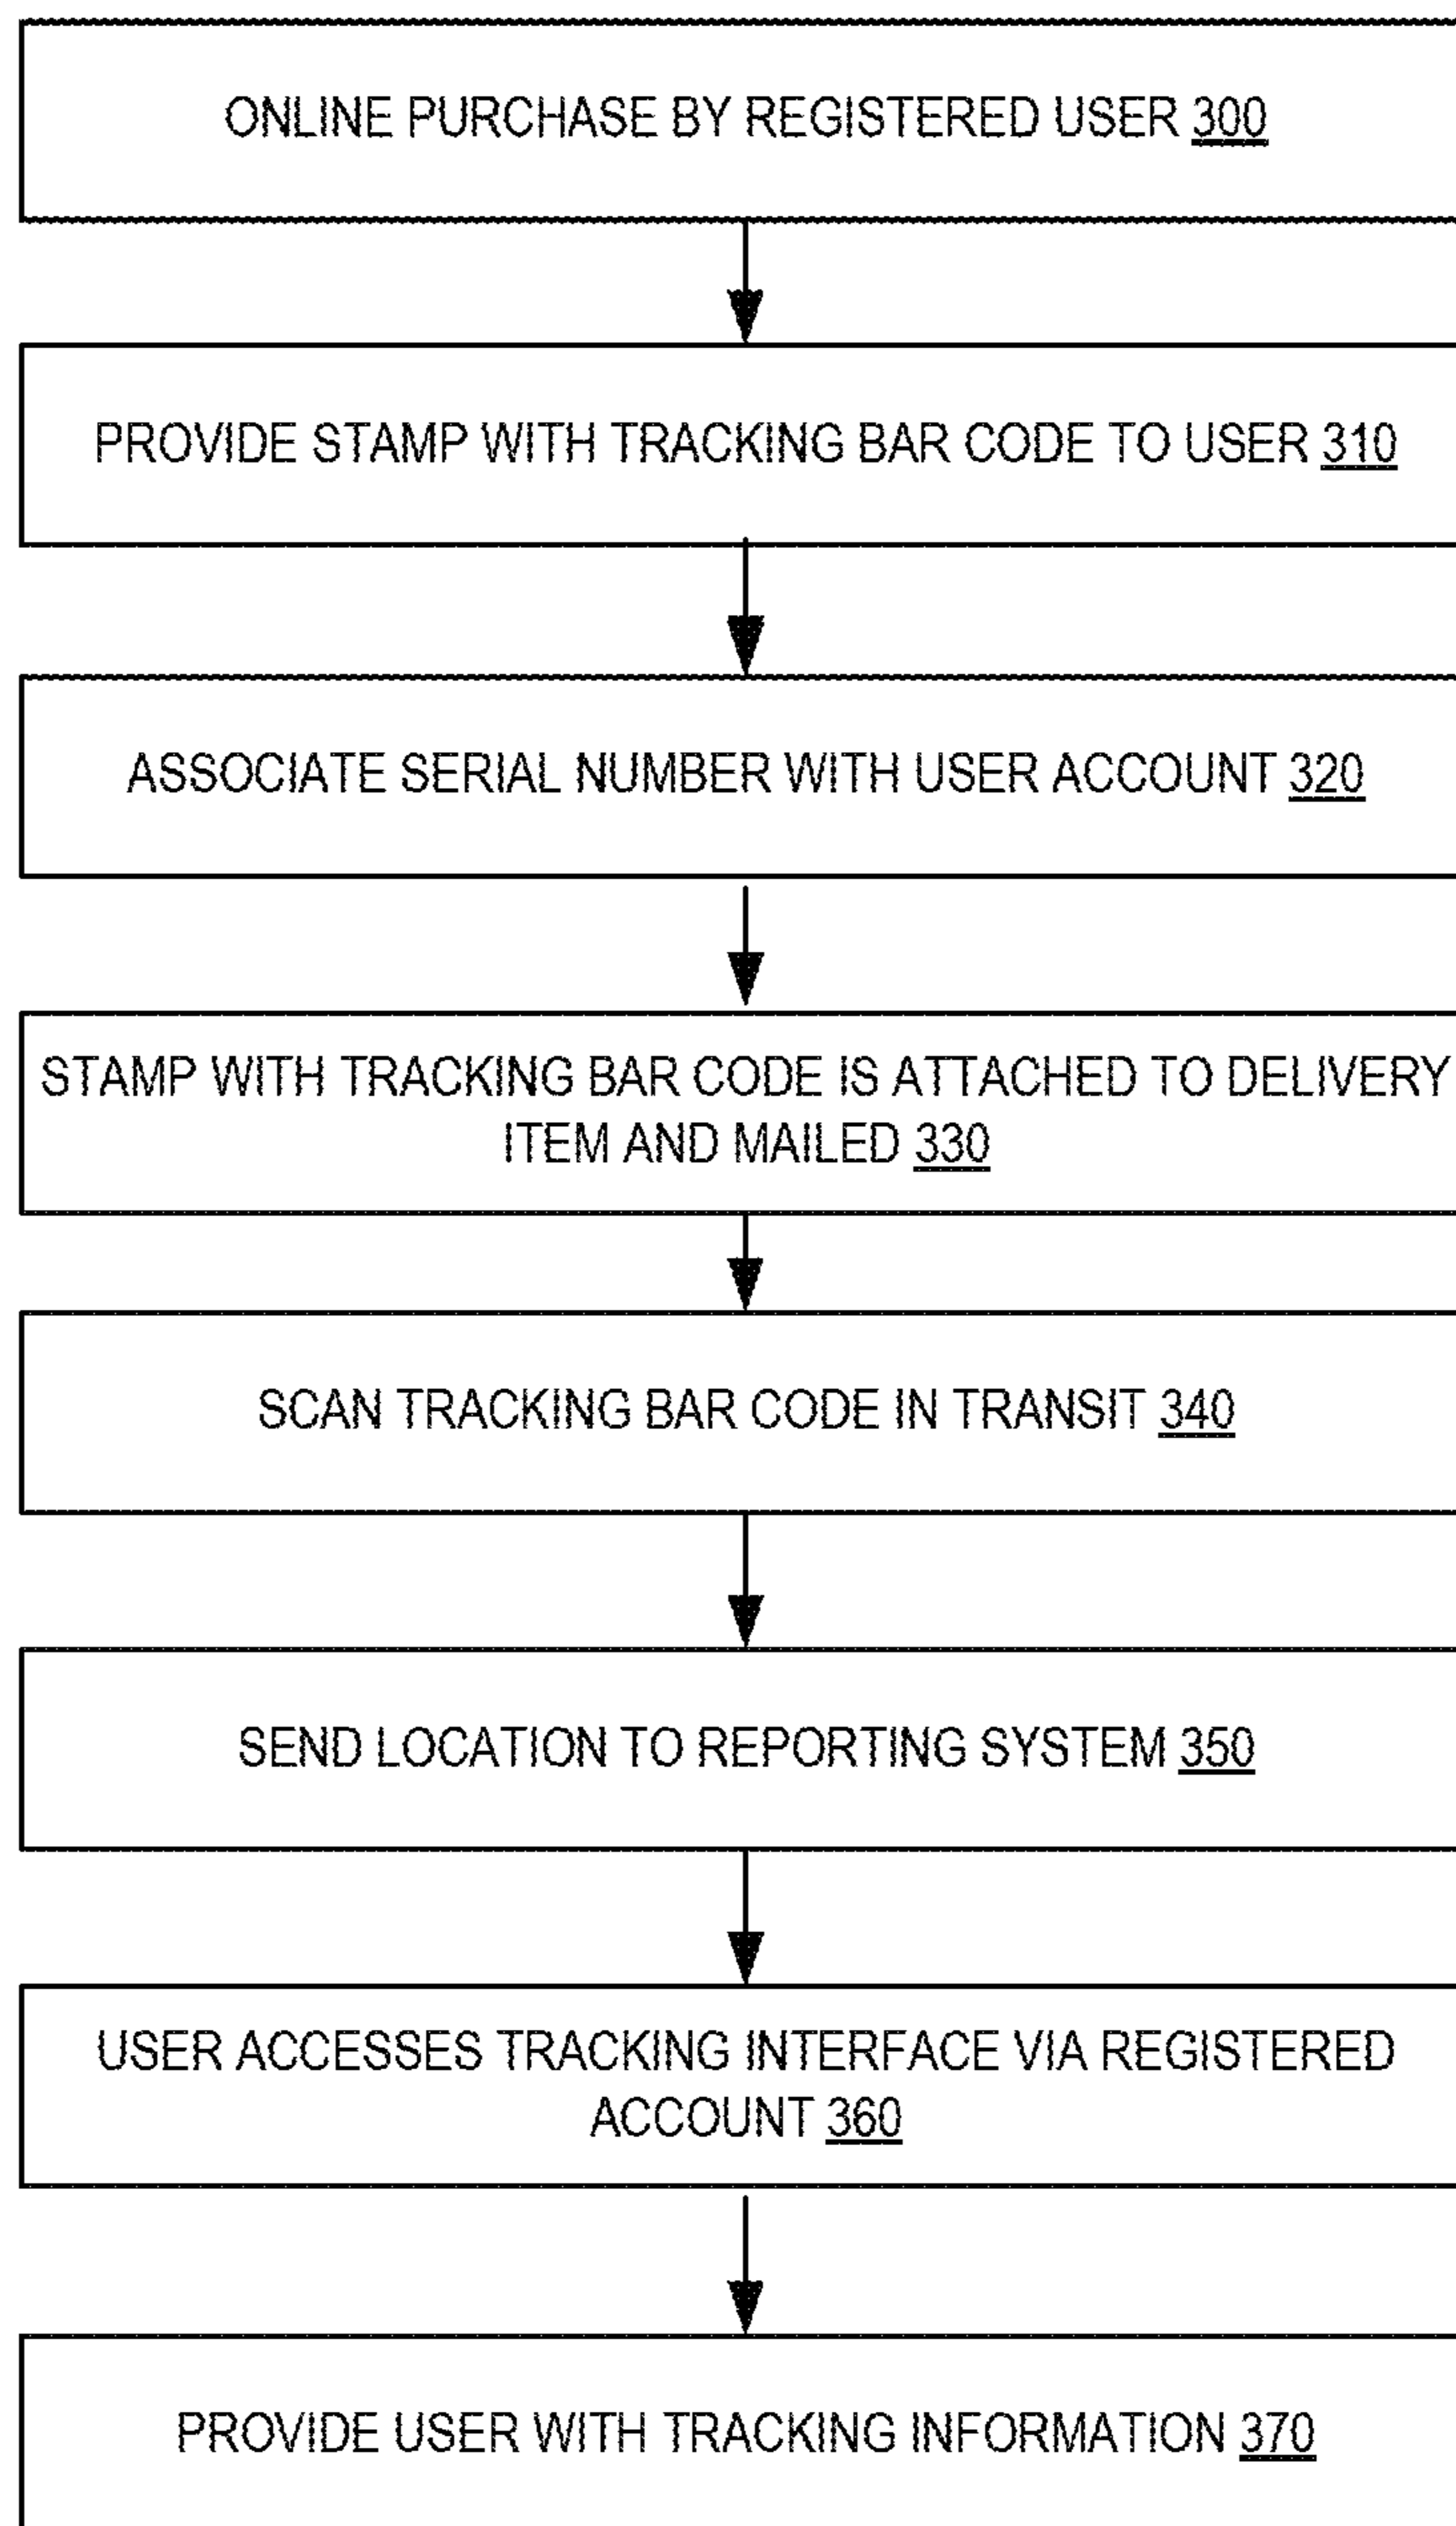 ONLINE PURCHASE BY REGISTERED USER 300
PROVIDE STAMP WITH TRACKING BAR CODE TO USER 310
ASSOCIATE SERIAL NUMBER WITH USER ACCOUNT 320
STAMP WITH TRACKING BAR CODE IS ATTACHED TO DELIVERY
ITEM AND MAILED 330
SCAN TRACKING BAR CODE IN TRANSIT 340
SEND LOCATION TO REPORTING SYSTEM 350
USER ACCESSES TRACKING INTERFACE VIA REGISTERED
ACCOUNT 360
PROVIDE USER WITH TRACKING INFORMATION 370